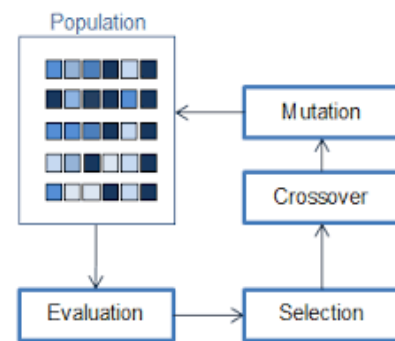 Population
Mutation
Crossover
Evaluation
Selection